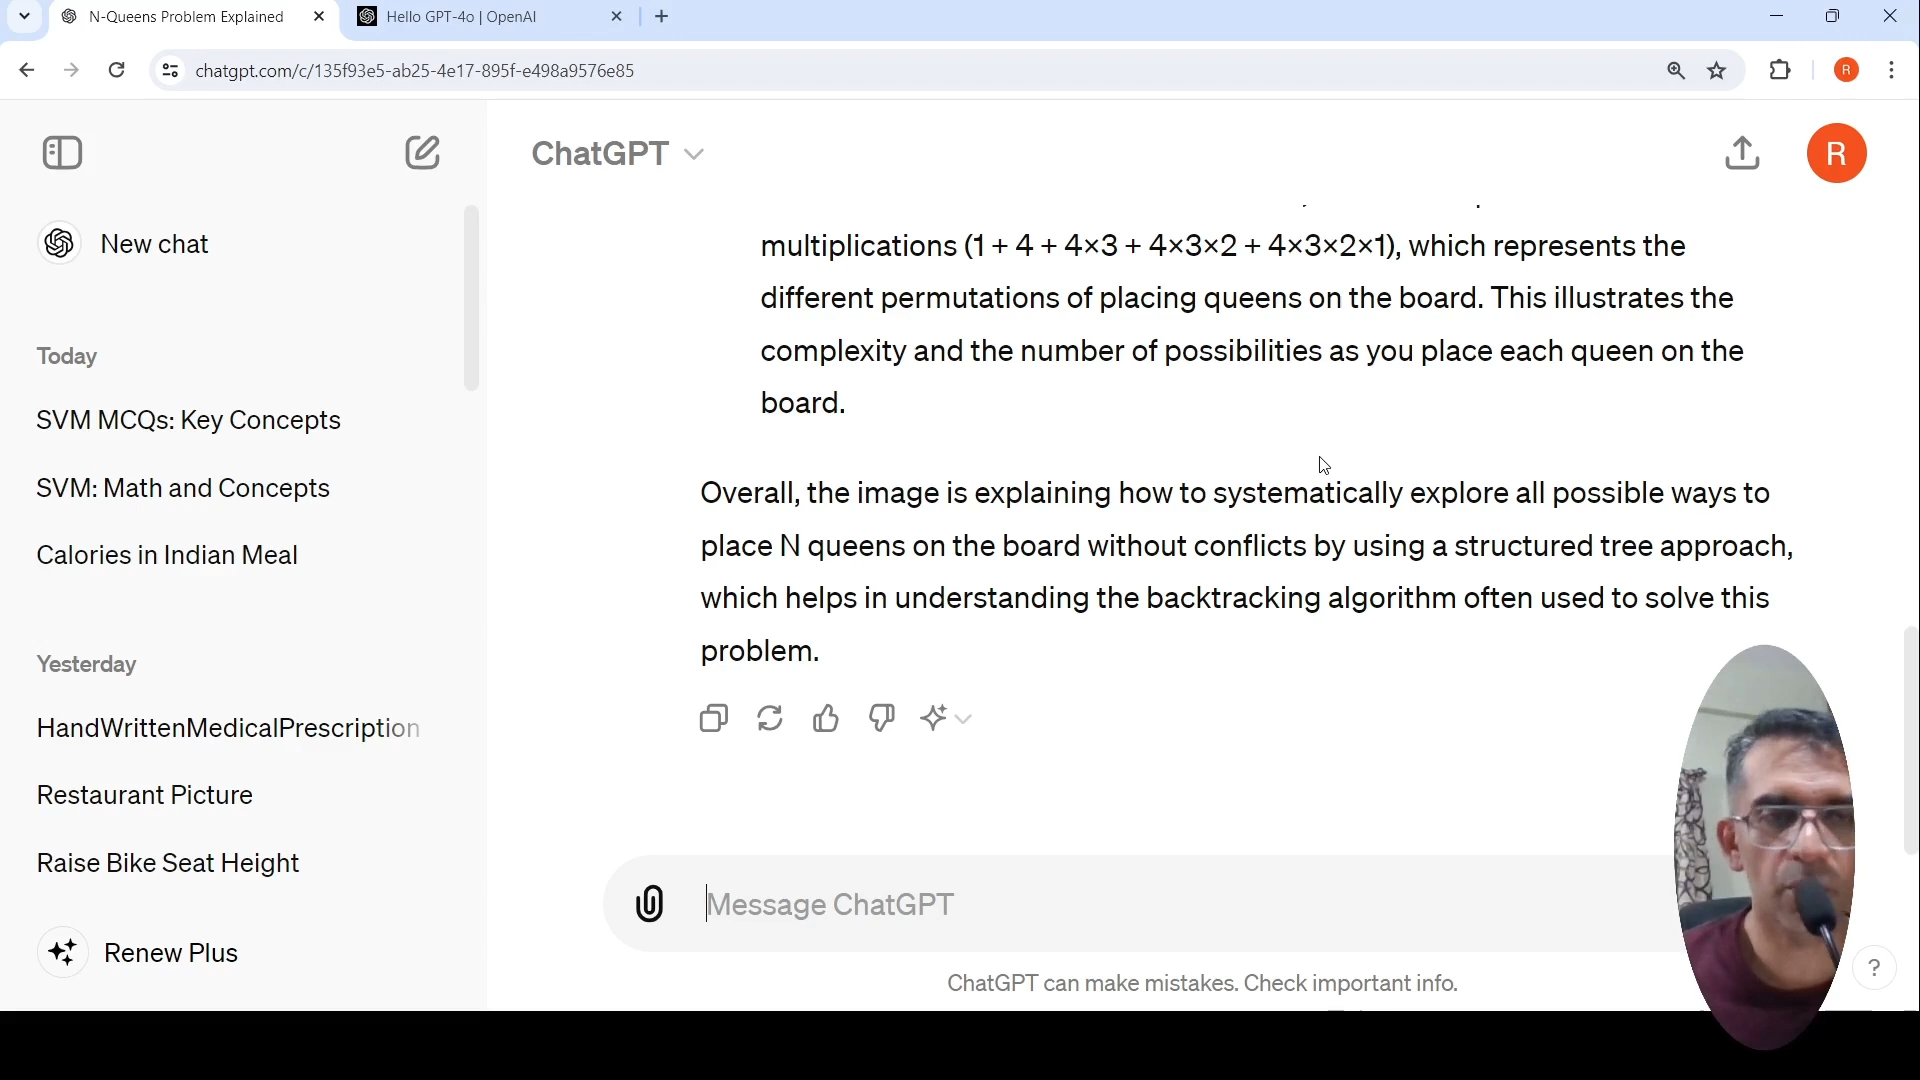 N-Queens Problem Explained
Hello GPT-4o | OpenAI
chatgpt.com/c/135f93e5-ab25-4e17-895f-e498a9576e85
R
ChatGPT
R
New chat
Today
SVM MCQs: Key Concepts
SVM: Math and Concepts
Calories in Indian Meal
Yesterday
HandWrittenMedicalPrescription
Restaurant Picture
Raise Bike Seat Height
Renew Plus
multiplications (1 + 4 + 4×3 + 4×3×2 + 4×3×2×1), which represents the
different permutations of placing queens on the board. This illustrates the
complexity and the number of possibilities as you place each queen on the
board.
Overall, the image is explaining how to systematically explore all possible ways to
place N queens on the board without conflicts by using a structured tree approach,
which helps in understanding the backtracking algorithm often used to solve this
problem.
Message ChatGPT
ChatGPT can make mistakes. Check important info.
?